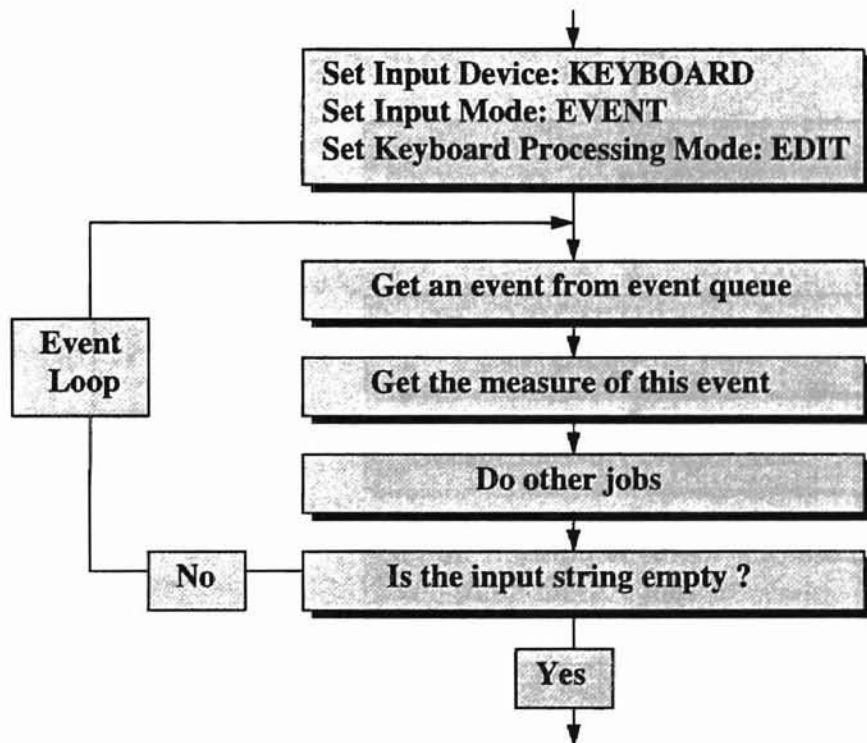 Set Input Device: KEYBOARD
Set Input Mode: EVENT
Set Keyboard Processing Mode: EDIT
Get an event from event queue
Event
Loop
Get the measure of this event
Do other jobs
No
Is the input string empty ?
Yes